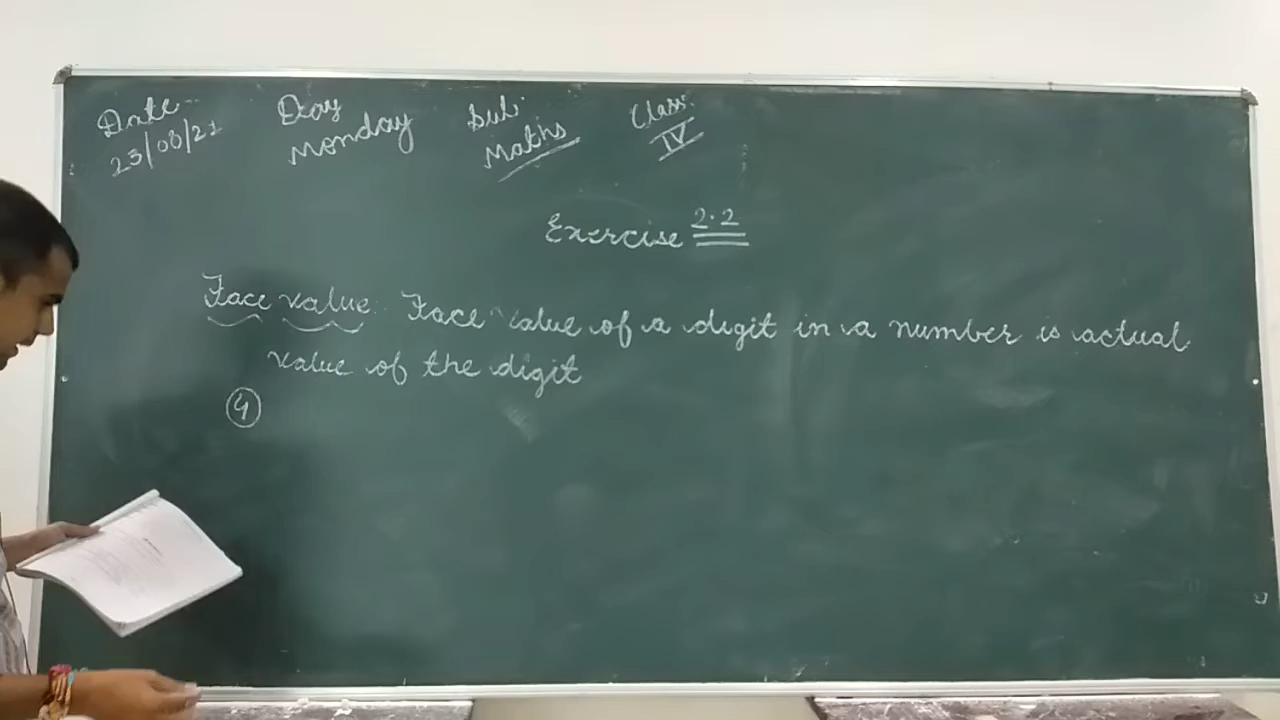 Date Day Sub: Class:
23/08/21 Monday Maths IV
Exercise 2.2
Face value Face value of a digit in a number is actual
value of the digit
4